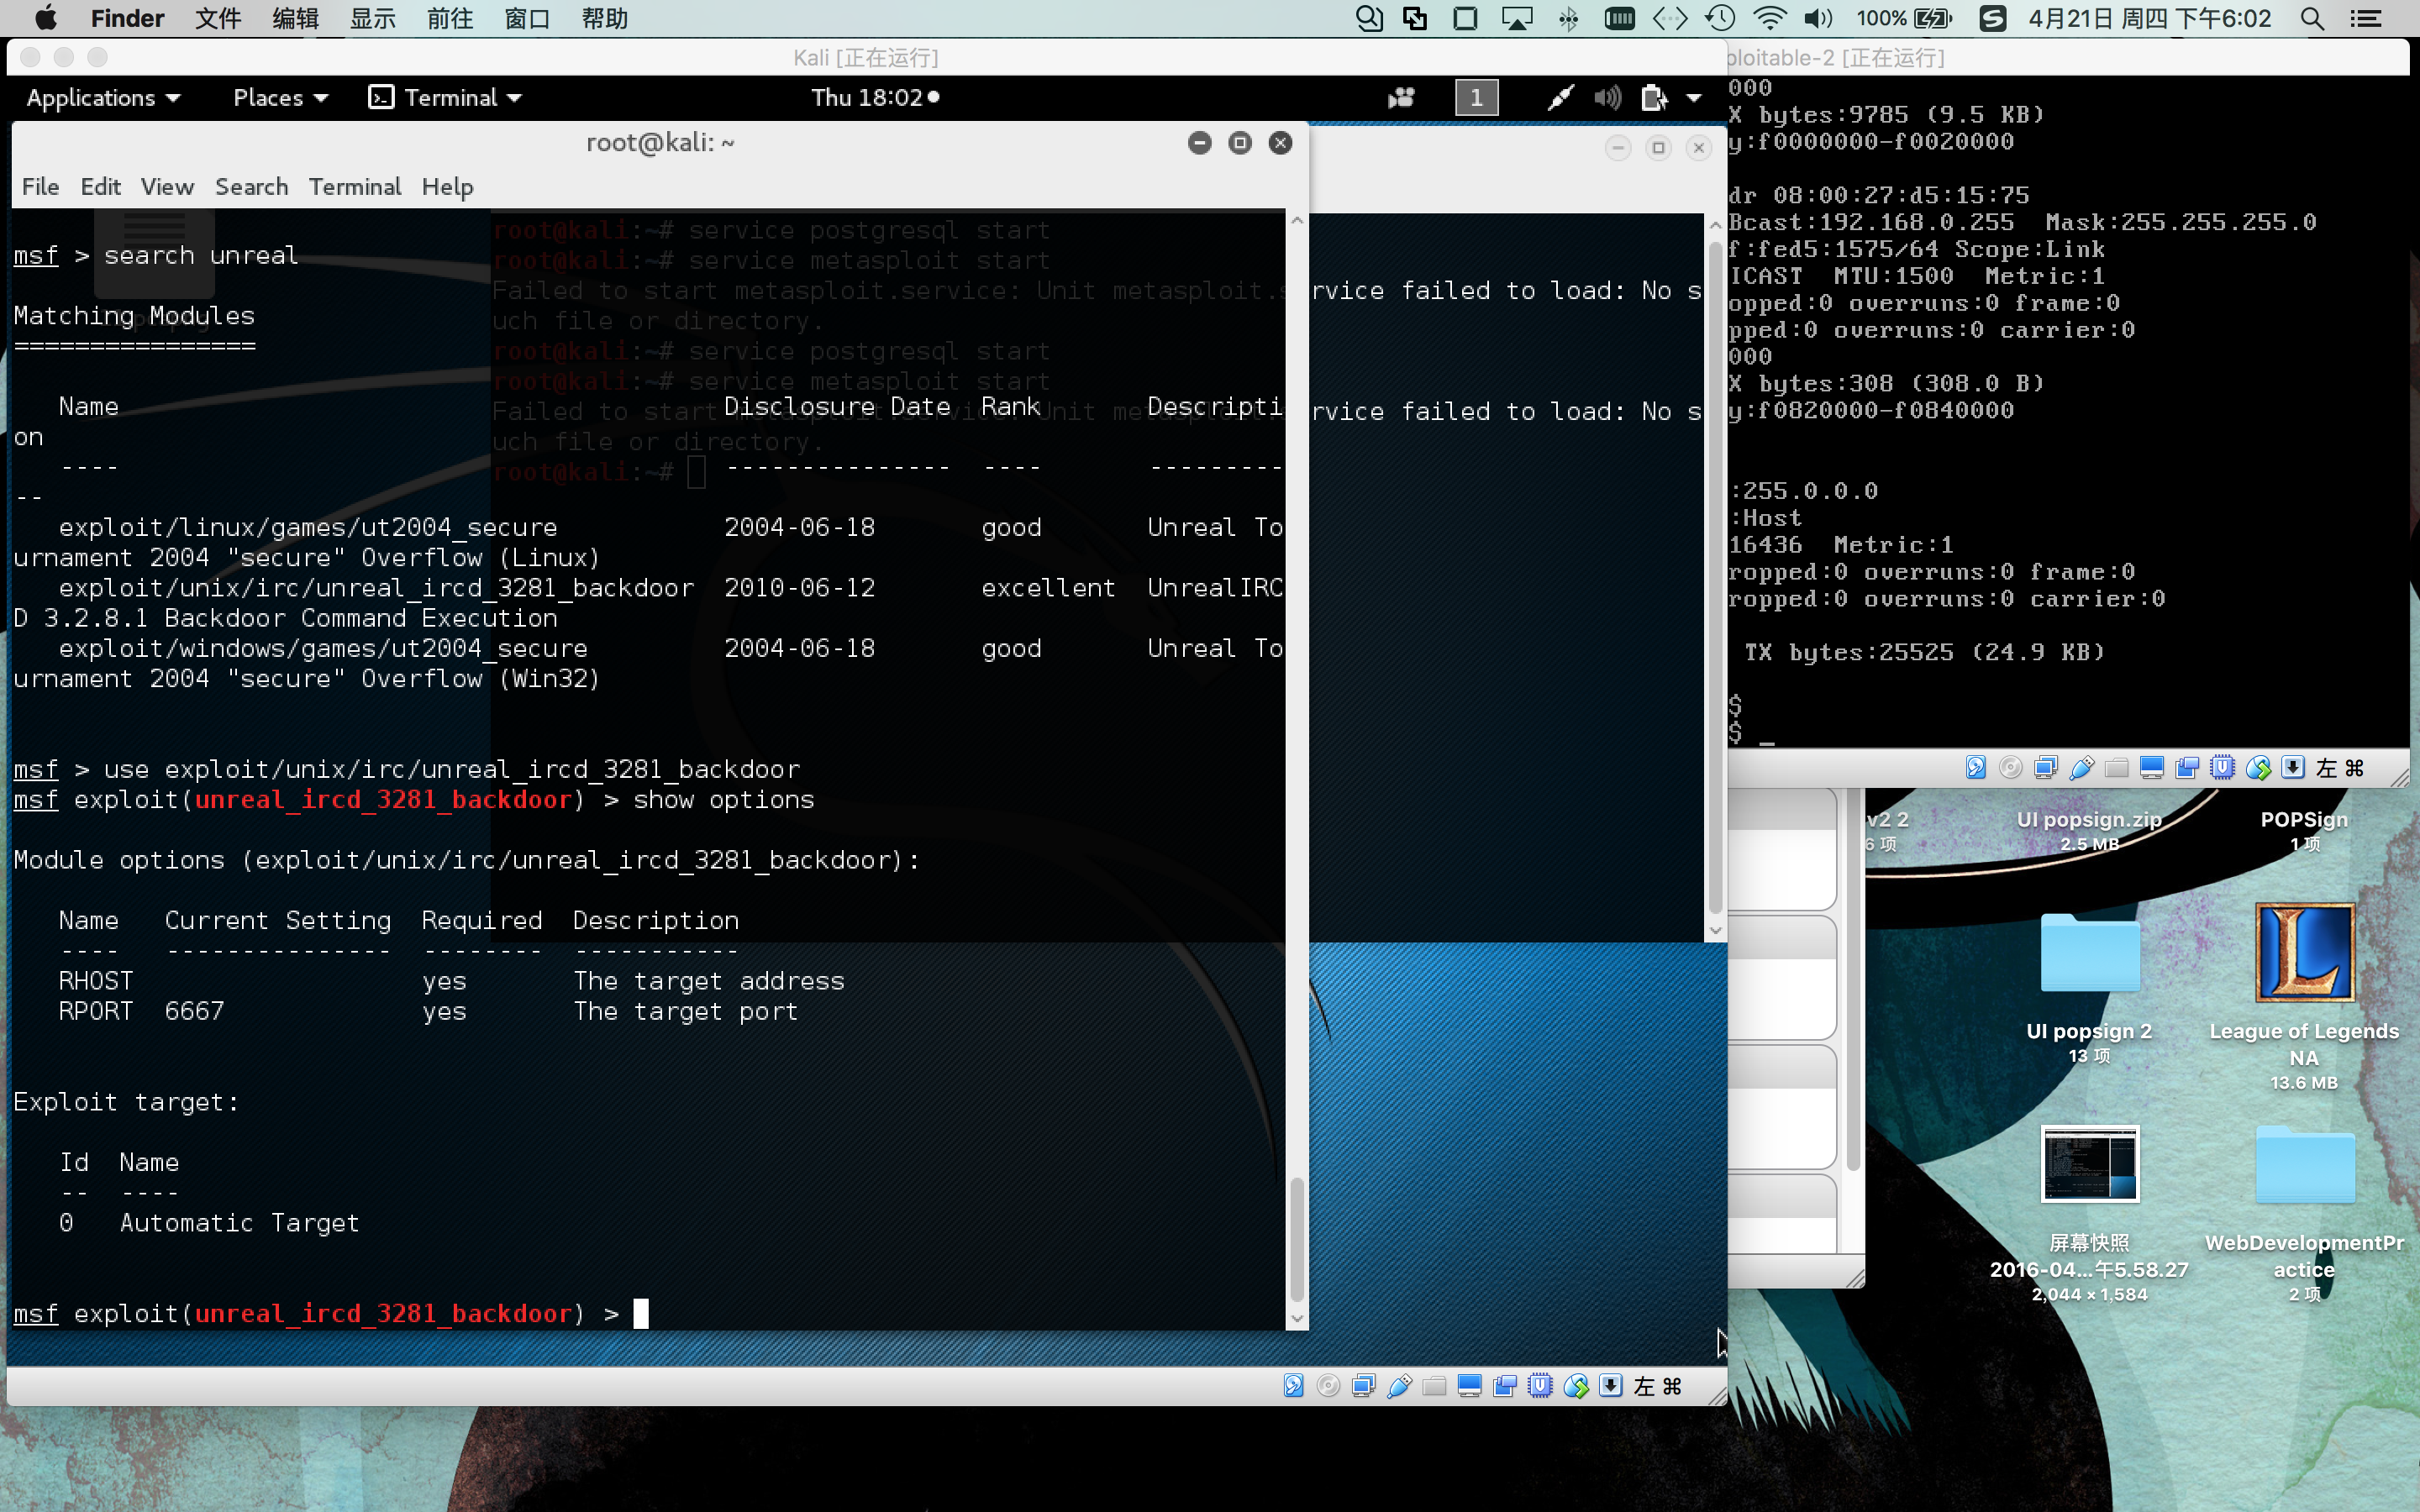 Finder 文件 编辑 显示 前往 窗口 帮助 100% 4月21日 周四 下午6:02
Kali [正在运行]
ploitable-2 [正在运行]
Applications Places Terminal Thu 18:02 1
root@kali: ~
File Edit View Search Terminal Help
msf > search unreal
Matching Modules
================
Name Disclosure Date Rank Descripti
on
---- --------------- ---- ---------
--
exploit/linux/games/ut2004_secure 2004-06-18 good Unreal To
urnament 2004 "secure" Overflow (Linux)
exploit/unix/irc/unreal_ircd_3281_backdoor 2010-06-12 excellent UnrealIRC
D 3.2.8.1 Backdoor Command Execution
exploit/windows/games/ut2004_secure 2004-06-18 good Unreal To
urnament 2004 "secure" Overflow (Win32)
msf > use exploit/unix/irc/unreal_ircd_3281_backdoor
msf exploit(unreal_ircd_3281_backdoor) > show options
Module options (exploit/unix/irc/unreal_ircd_3281_backdoor):
Name Current Setting Required Description
---- --------------- -------- -----------
RHOST yes The target address
RPORT 6667 yes The target port
Exploit target:
Id Name
-- ----
0 Automatic Target
msf exploit(unreal_ircd_3281_backdoor) >
root@kali:~# service postgresql start
root@kali:~# service metasploit start
Failed to start metasploit.service: Unit metasploit.service failed to load: No s
uch file or directory.
root@kali:~# service postgresql start
root@kali:~# service metasploit start
Failed to start metasploit.service: Unit metasploit.service failed to load: No s
uch file or directory.
root@kali:~#
左 ⌘
000
X bytes:9785 (9.5 KB)
y:f0000000-f0020000
dr 08:00:27:d5:15:75
Bcast:192.168.0.255 Mask:255.255.255.0
f:fed5:1575/64 Scope:Link
ICAST MTU:1500 Metric:1
opped:0 overruns:0 frame:0
pped:0 overruns:0 carrier:0
000
X bytes:308 (308.0 B)
y:f0820000-f0840000
:255.0.0.0
:Host
16436 Metric:1
ropped:0 overruns:0 frame:0
ropped:0 overruns:0 carrier:0
TX bytes:25525 (24.9 KB)
$
$ _
左 ⌘
v2 2
6 项
UI popsign.zip
2.5 MB
POPSign
1 项
UI popsign 2
13 项
League of Legends
NA
13.6 MB
屏幕快照
2016-04...午5.58.27
2,044 × 1,584
WebDevelopmentPr
actice
2 项